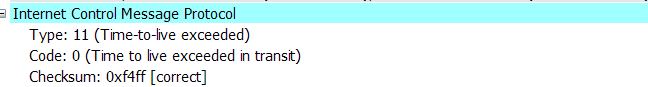 Internet Control Message Protocol
Type: 11 (Time-to-live exceeded)
Code: 0 (Time to live exceeded in transit)
Checksum: 0xf4ff [correct]